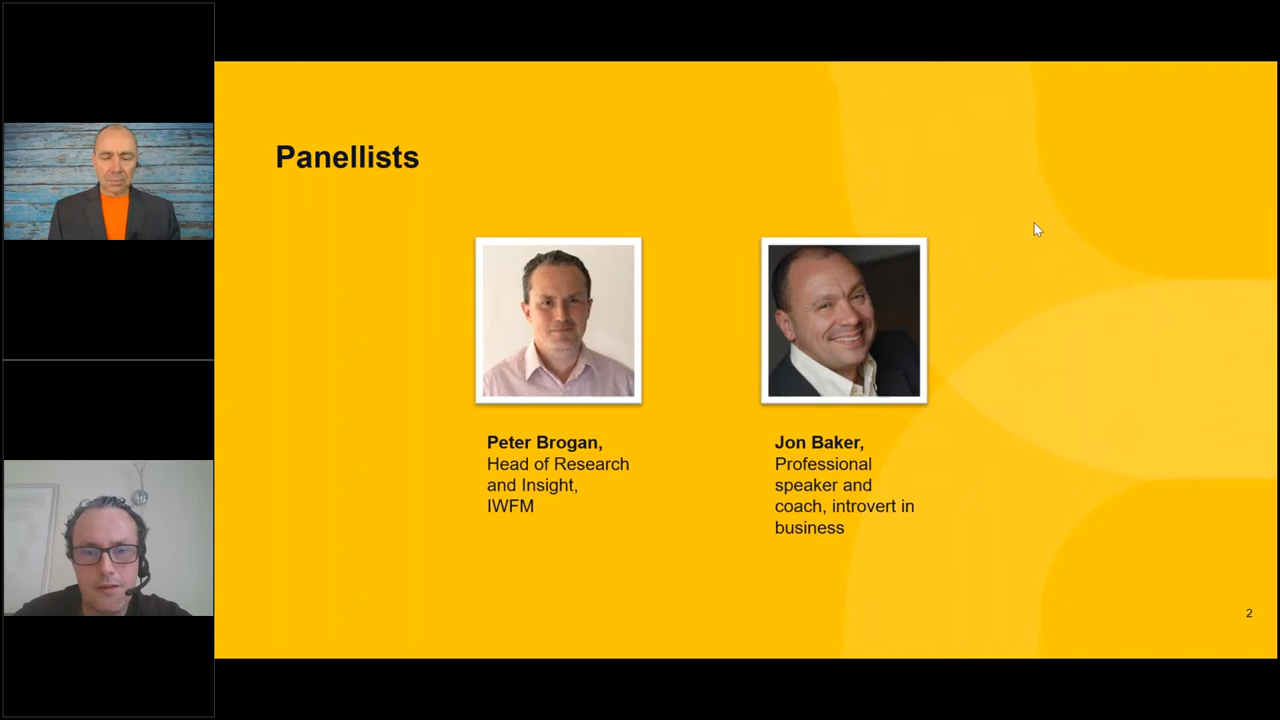 Panellists
Peter Brogan,
Head of Research
and Insight,
IWFM
Jon Baker,
Professional
speaker and
coach, introvert in
business
2